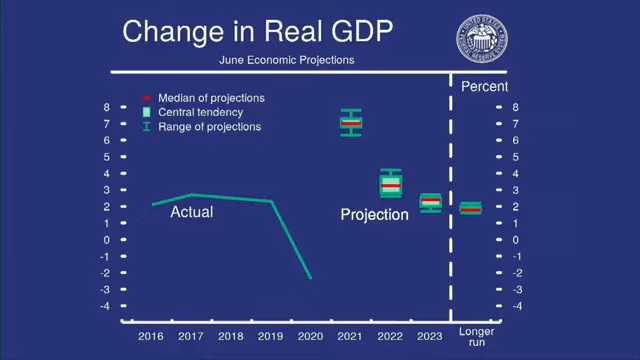 Change in Real GDP
June Economic Projections
Percent
Median of projections
Central tendency
Range of projections
8 8
7 7
6 6
5 5
4 4
3 3
2 2
1 1
0 0
-1 -1
-2 -2
-3 -3
-4 -4
Actual
Projection
2016 2017 2018 2019 2020 2021 2022 2023 Longer
run